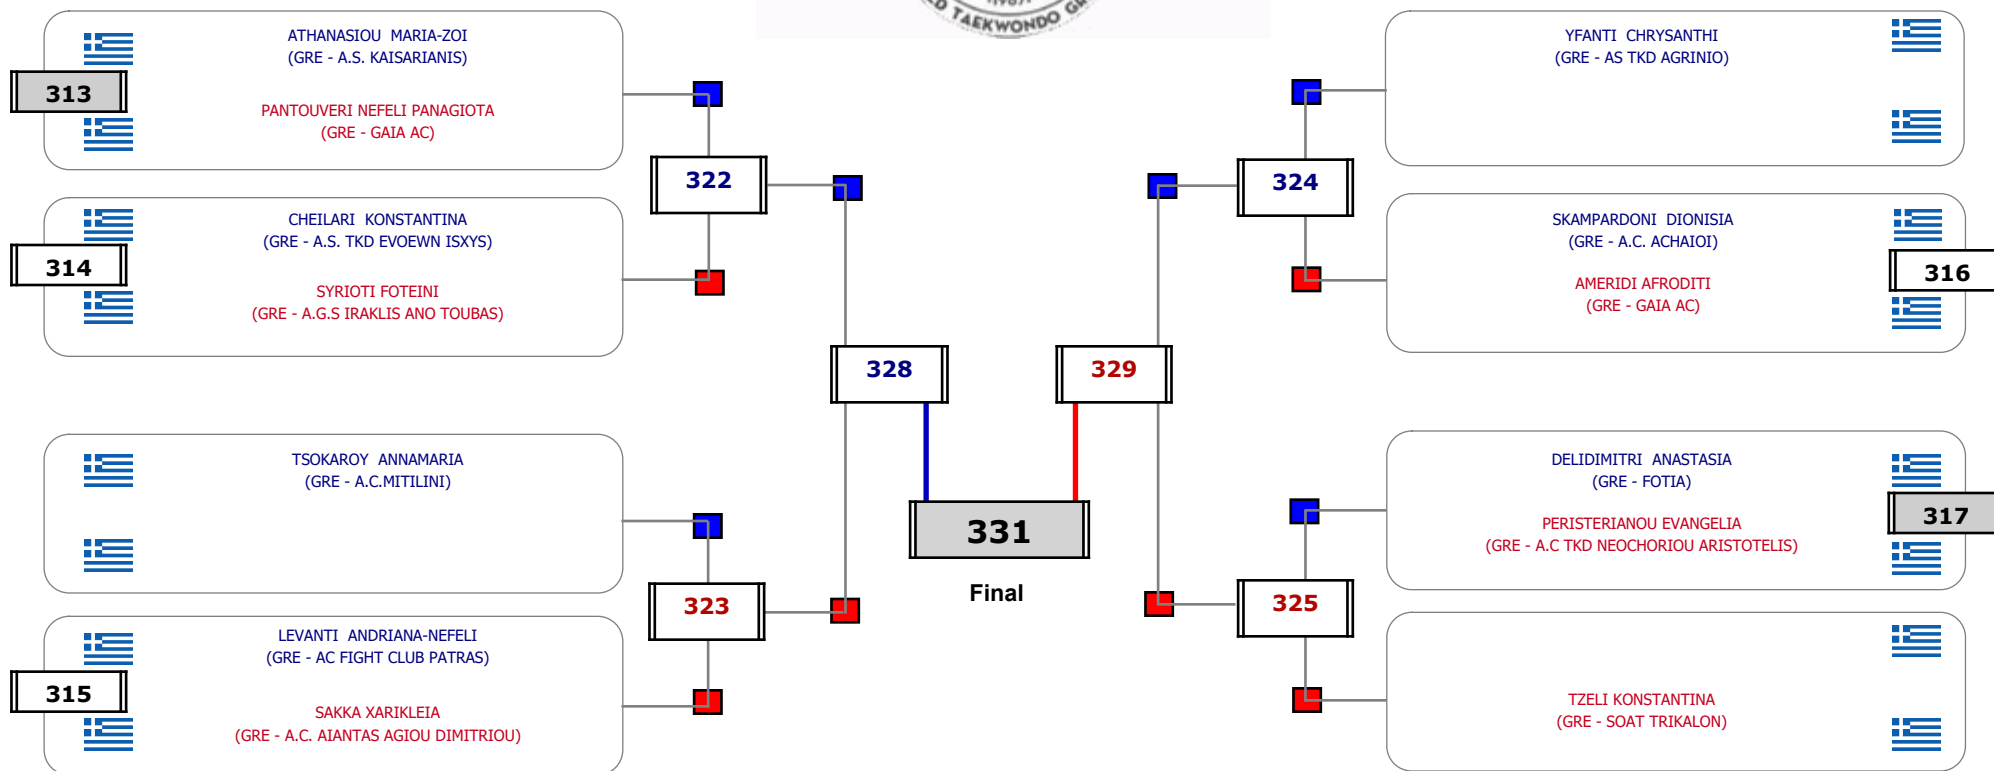 TAEKWONDO
ATHANASIOU MARIA-ZOI
(GRE - A.S. KAISARIANIS)
313
PANTOUVERI NEFELI PANAGIOTA
(GRE - GAIA AC)
322
CHEILARI KONSTANTINA
(GRE - A.S. TKD EVOEWN ISXYS)
314
SYRIOTI FOTEINI
(GRE - A.G.S IRAKLIS ANO TOUBAS)
328
TSOKAROY ANNAMARIA
(GRE - A.C.MITILINI)
323
LEVANTI ANDRIANA-NEFELI
(GRE - AC FIGHT CLUB PATRAS)
315
SAKKA XARIKLEIA
(GRE - A.C. AIANTAS AGIOU DIMITRIOU)
331
Final
YFANTI CHRYSANTHI
(GRE - AS TKD AGRINIO)
324
SKAMPARDONI DIONISIA
(GRE - A.C. ACHAIOI)
316
AMERIDI AFRODITI
(GRE - GAIA AC)
329
DELIDIMITRI ANASTASIA
(GRE - FOTIA)
317
PERISTERIANOU EVANGELIA
(GRE - A.C TKD NEOCHORIOU ARISTOTELIS)
325
TZELI KONSTANTINA
(GRE - SOAT TRIKALON)